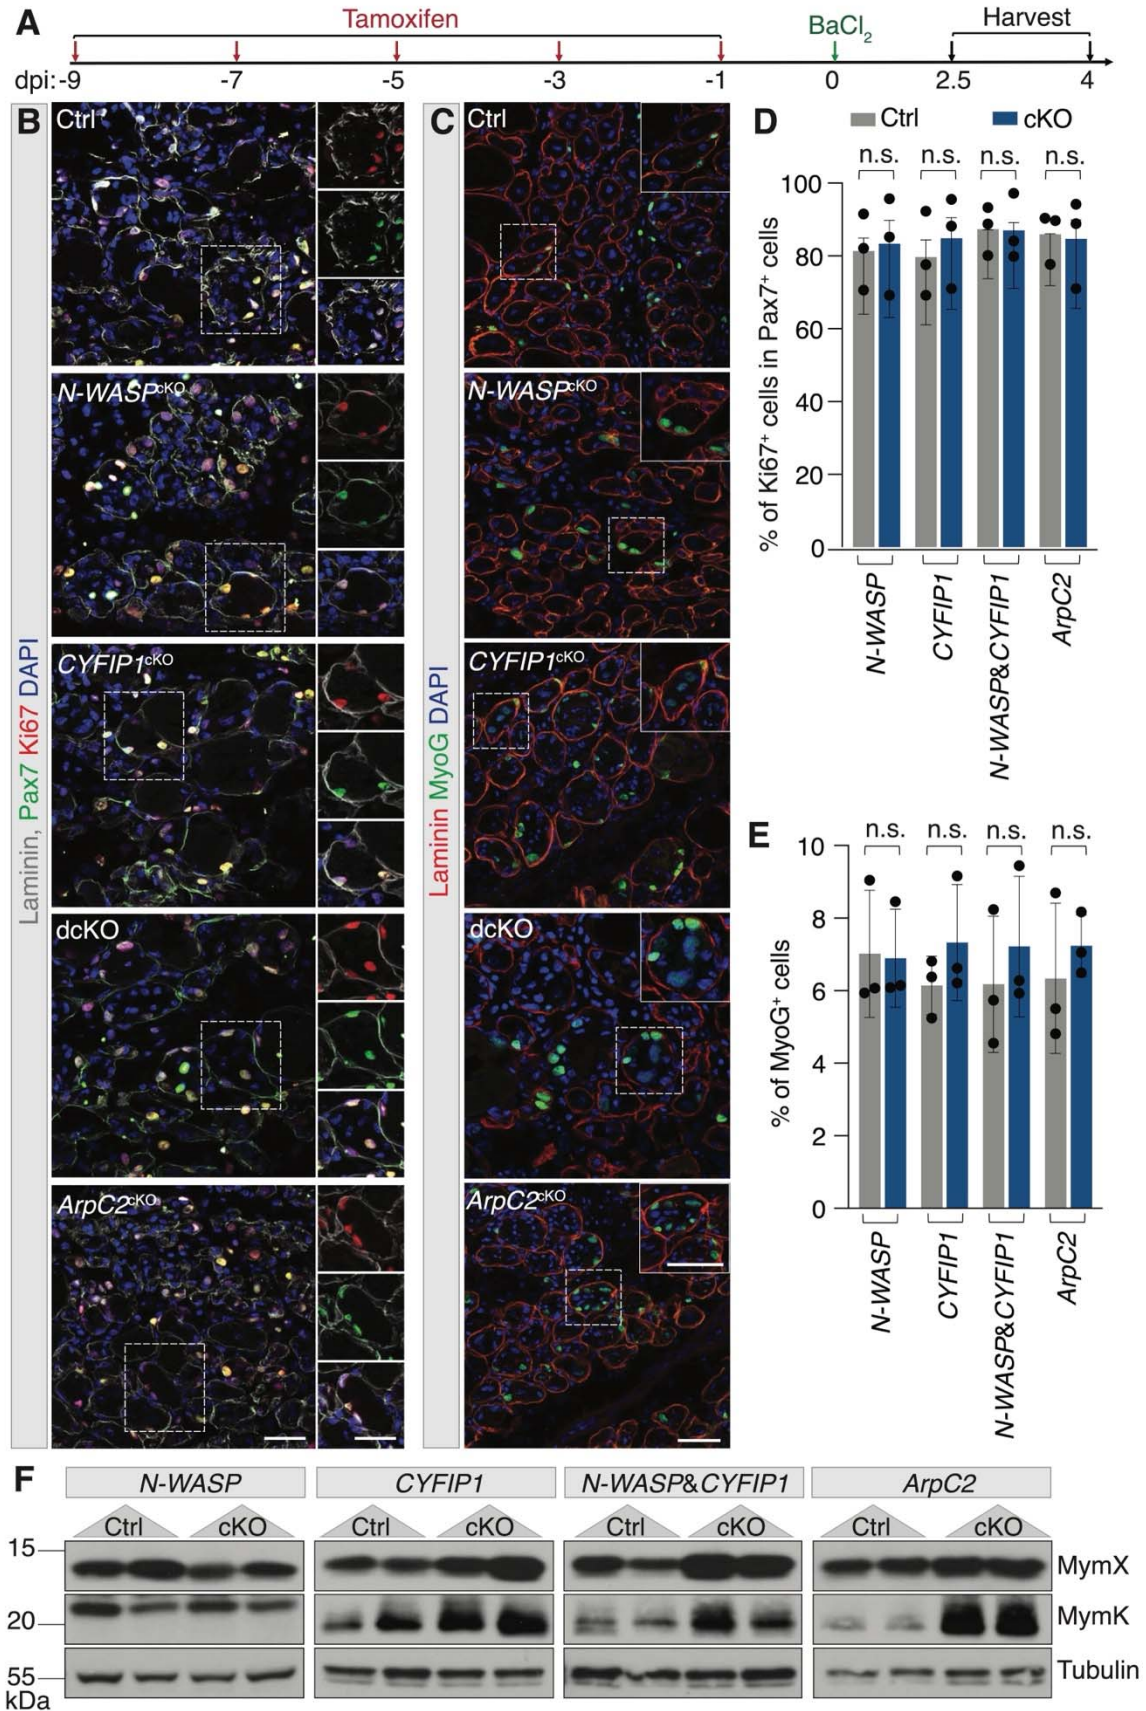 A
Tamoxifen
BaCl2
Harvest
dpi: -9 -7 -5 -3 -1 0 2.5 4
B
Laminin, Pax7 Ki67 DAPI
Ctrl
N-WASPcKO
CYFIP1cKO
dcKO
ArpC2cKO
C
Laminin MyoG DAPI
Ctrl
N-WASPcKO
CYFIP1cKO
dcKO
ArpC2cKO
D
Ctrl cKO
n.s. n.s. n.s. n.s.
% of Ki67+ cells in Pax7+ cells
100
80
60
40
20
0
N-WASP
CYFIP1
N-WASP&CYFIP1
ArpC2
E
n.s. n.s. n.s. n.s.
% of MyoG+ cells
10
8
6
4
2
0
N-WASP
CYFIP1
N-WASP&CYFIP1
ArpC2
F
N-WASP CYFIP1 N-WASP&CYFIP1 ArpC2
Ctrl cKO Ctrl cKO Ctrl cKO Ctrl cKO
15 MymX
20 MymK
55 Tubulin
kDa